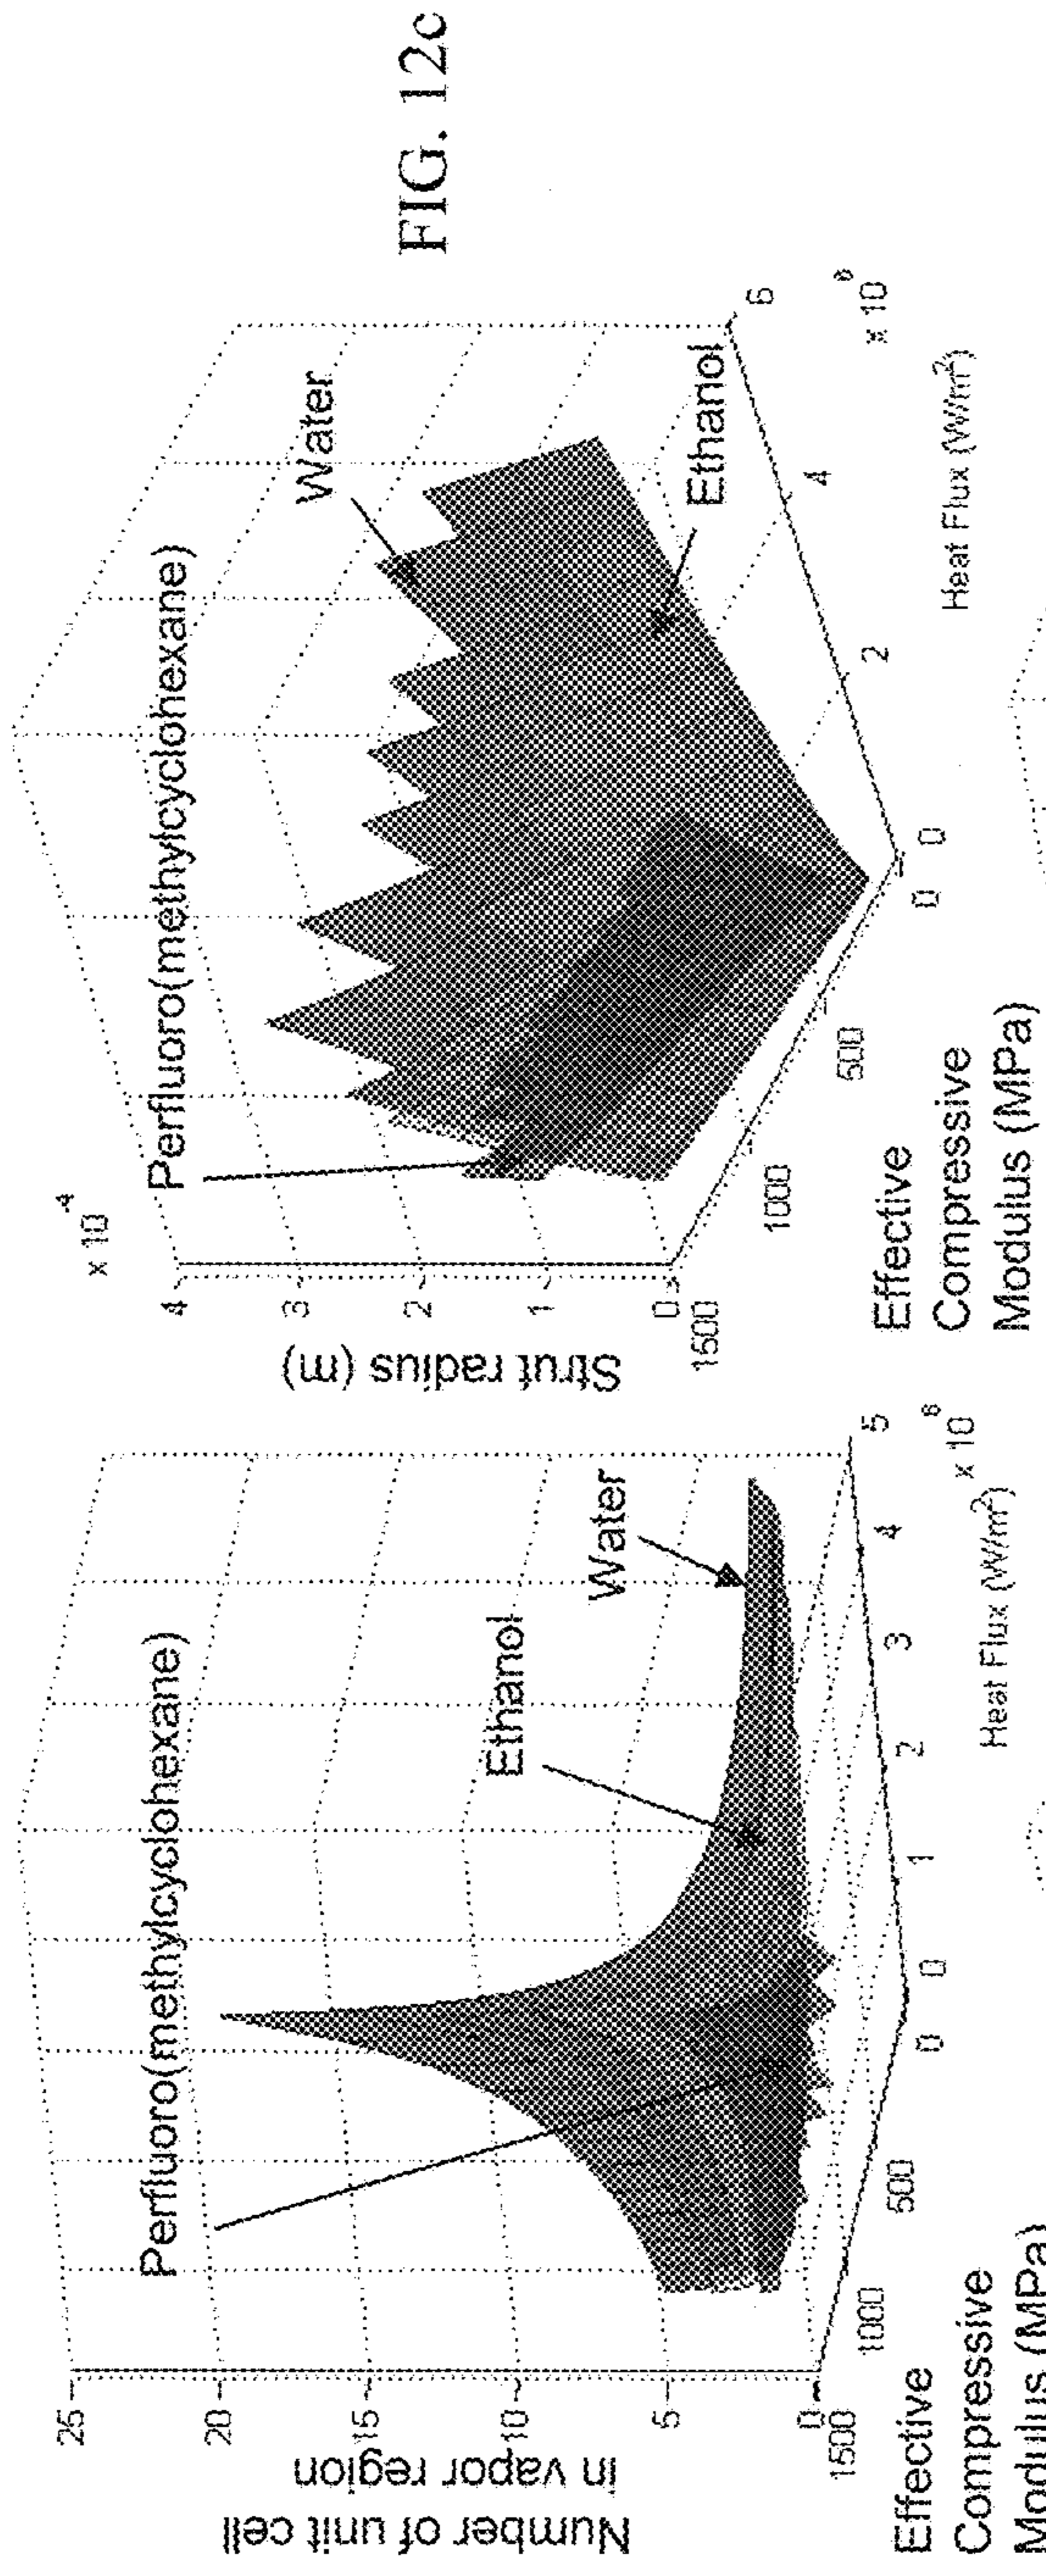 FIG. 12c
Perfluoro(methylcyclohexane)
Water
Ethanol
x 10
-4
4
3
2
1
0
Strut radius (m)
1500
1000
500
0
Effective
Compressive
Modulus (MPa)
0
2
4
6
x 10
Heat Flux (W/m²)
Perfluoro(methylcyclohexane)
Ethanol
Water
25
20
15
10
5
0
Number of unit cell
in vapor region
1500
1000
500
0
Effective
Compressive
Modulus (MPa)
0
1
2
3
4
5
x 10
Heat Flux (W/m²)